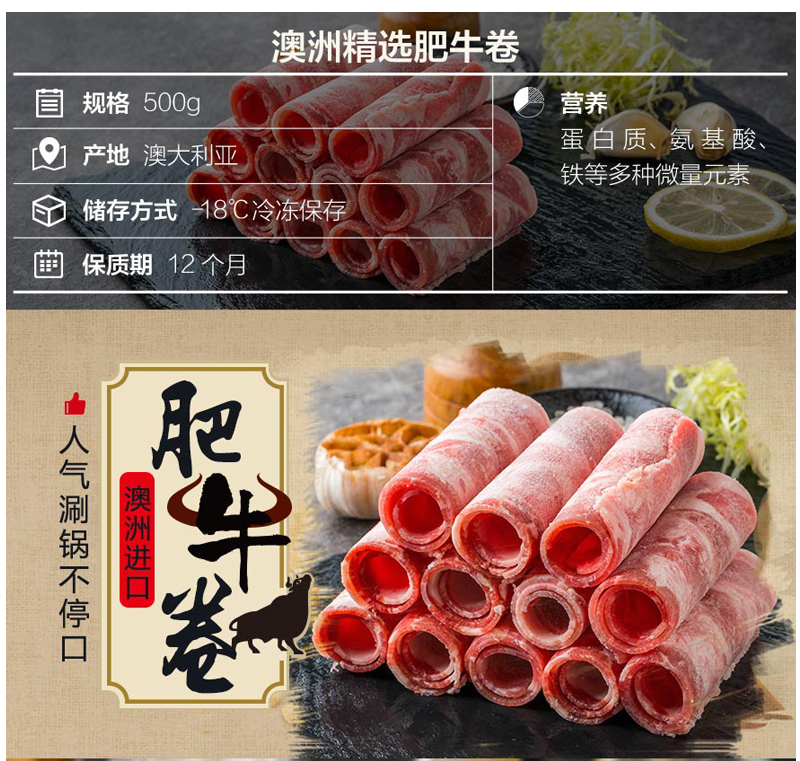 澳洲精选肥牛卷
规格 500g
产地 澳大利亚
储存方式 -18℃冷冻保存
保质期 12个月
营养
蛋白质、氨基酸、
铁等多种微量元素
人气涮锅不停口
澳洲进口
肥牛卷